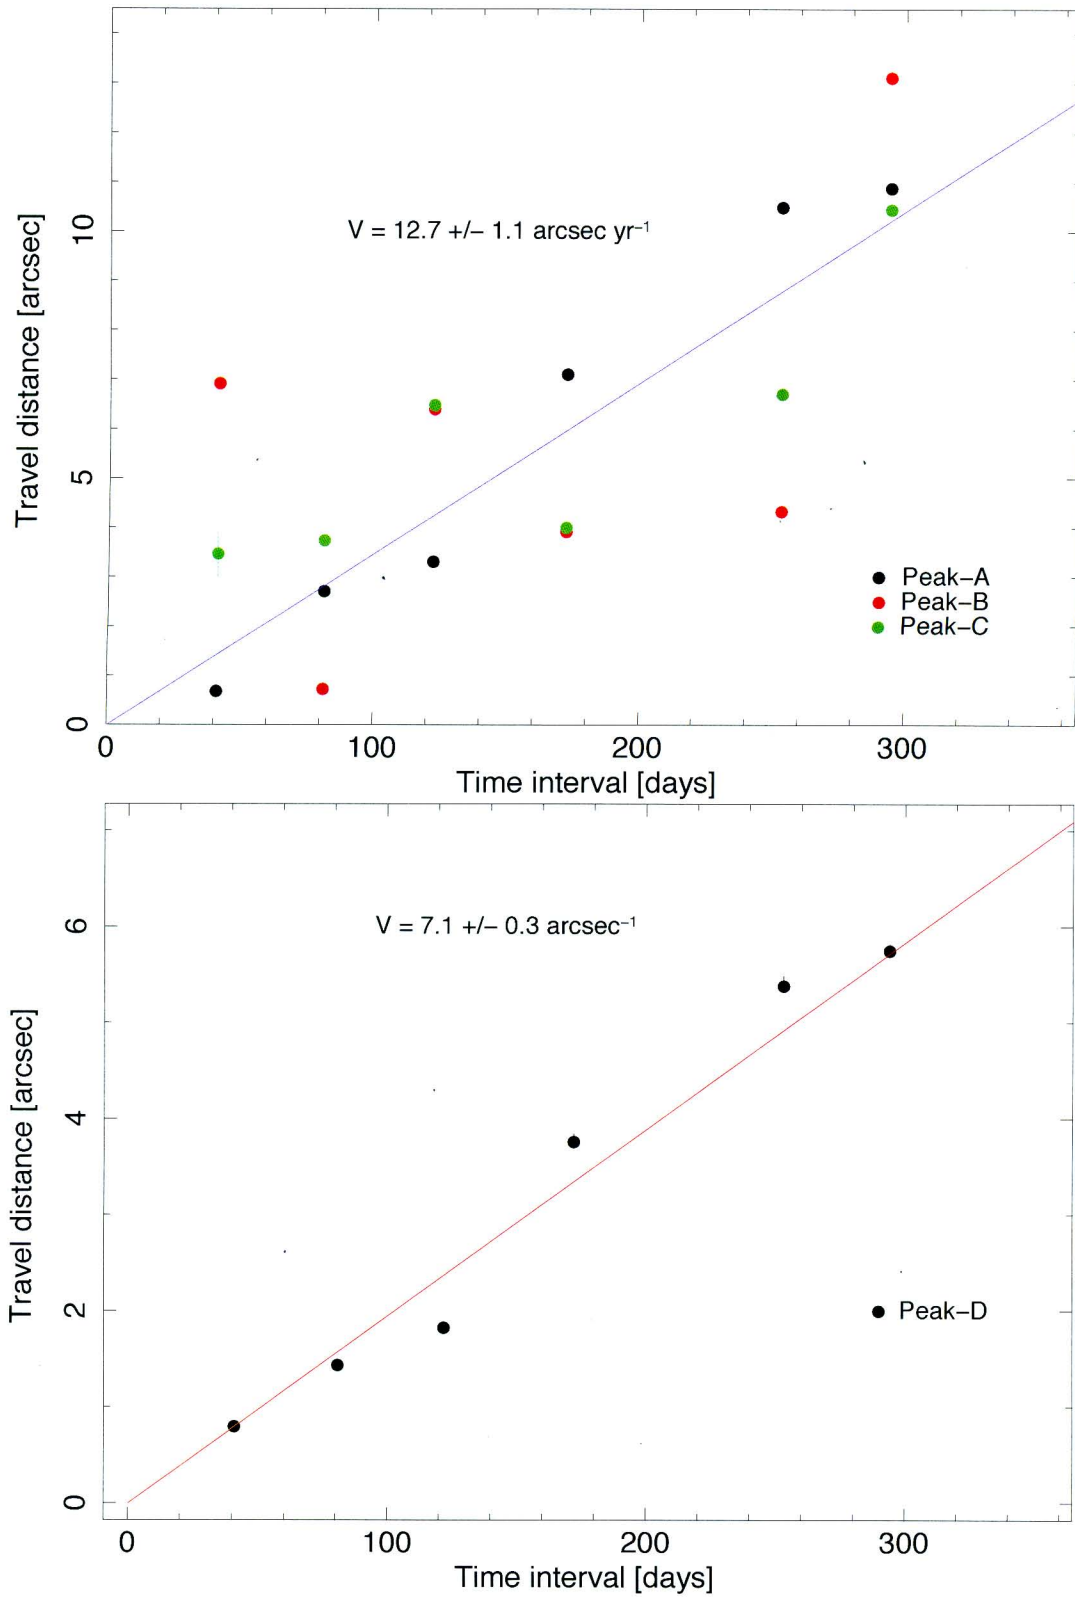 10
5
0
V = 12.7 +/− 1.1 arcsec yr⁻¹
Travel distance [arcsec]
Peak−A
Peak−B
Peak−C
0 100 200 300
Time interval [days]
6
4
2
0
V = 7.1 +/− 0.3 arcsec⁻¹
Travel distance [arcsec]
Peak−D
0 100 200 300
Time interval [days]